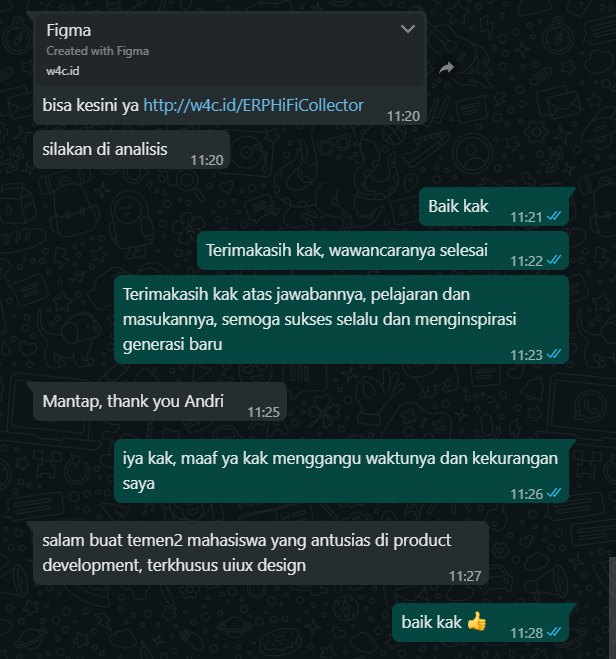 Figma
Created with Figma
w4c.id
bisa kesini ya http://w4c.id/ERPHiFiCollector
11:20
silakan di analisis
11:20
Baik kak
11:21
Terimakasih kak, wawancaranya selesai
11:22
Terimakasih kak atas jawabannya, pelajaran dan
masukannya, semoga sukses selalu dan menginspirasi
generasi baru
11:23
Mantap, thank you Andri
11:25
iya kak, maaf ya kak menggangu waktunya dan kekurangan
saya
11:26
salam buat temen2 mahasiswa yang antusias di product
development, terkhusus uiux design
11:27
baik kak 👍
11:28